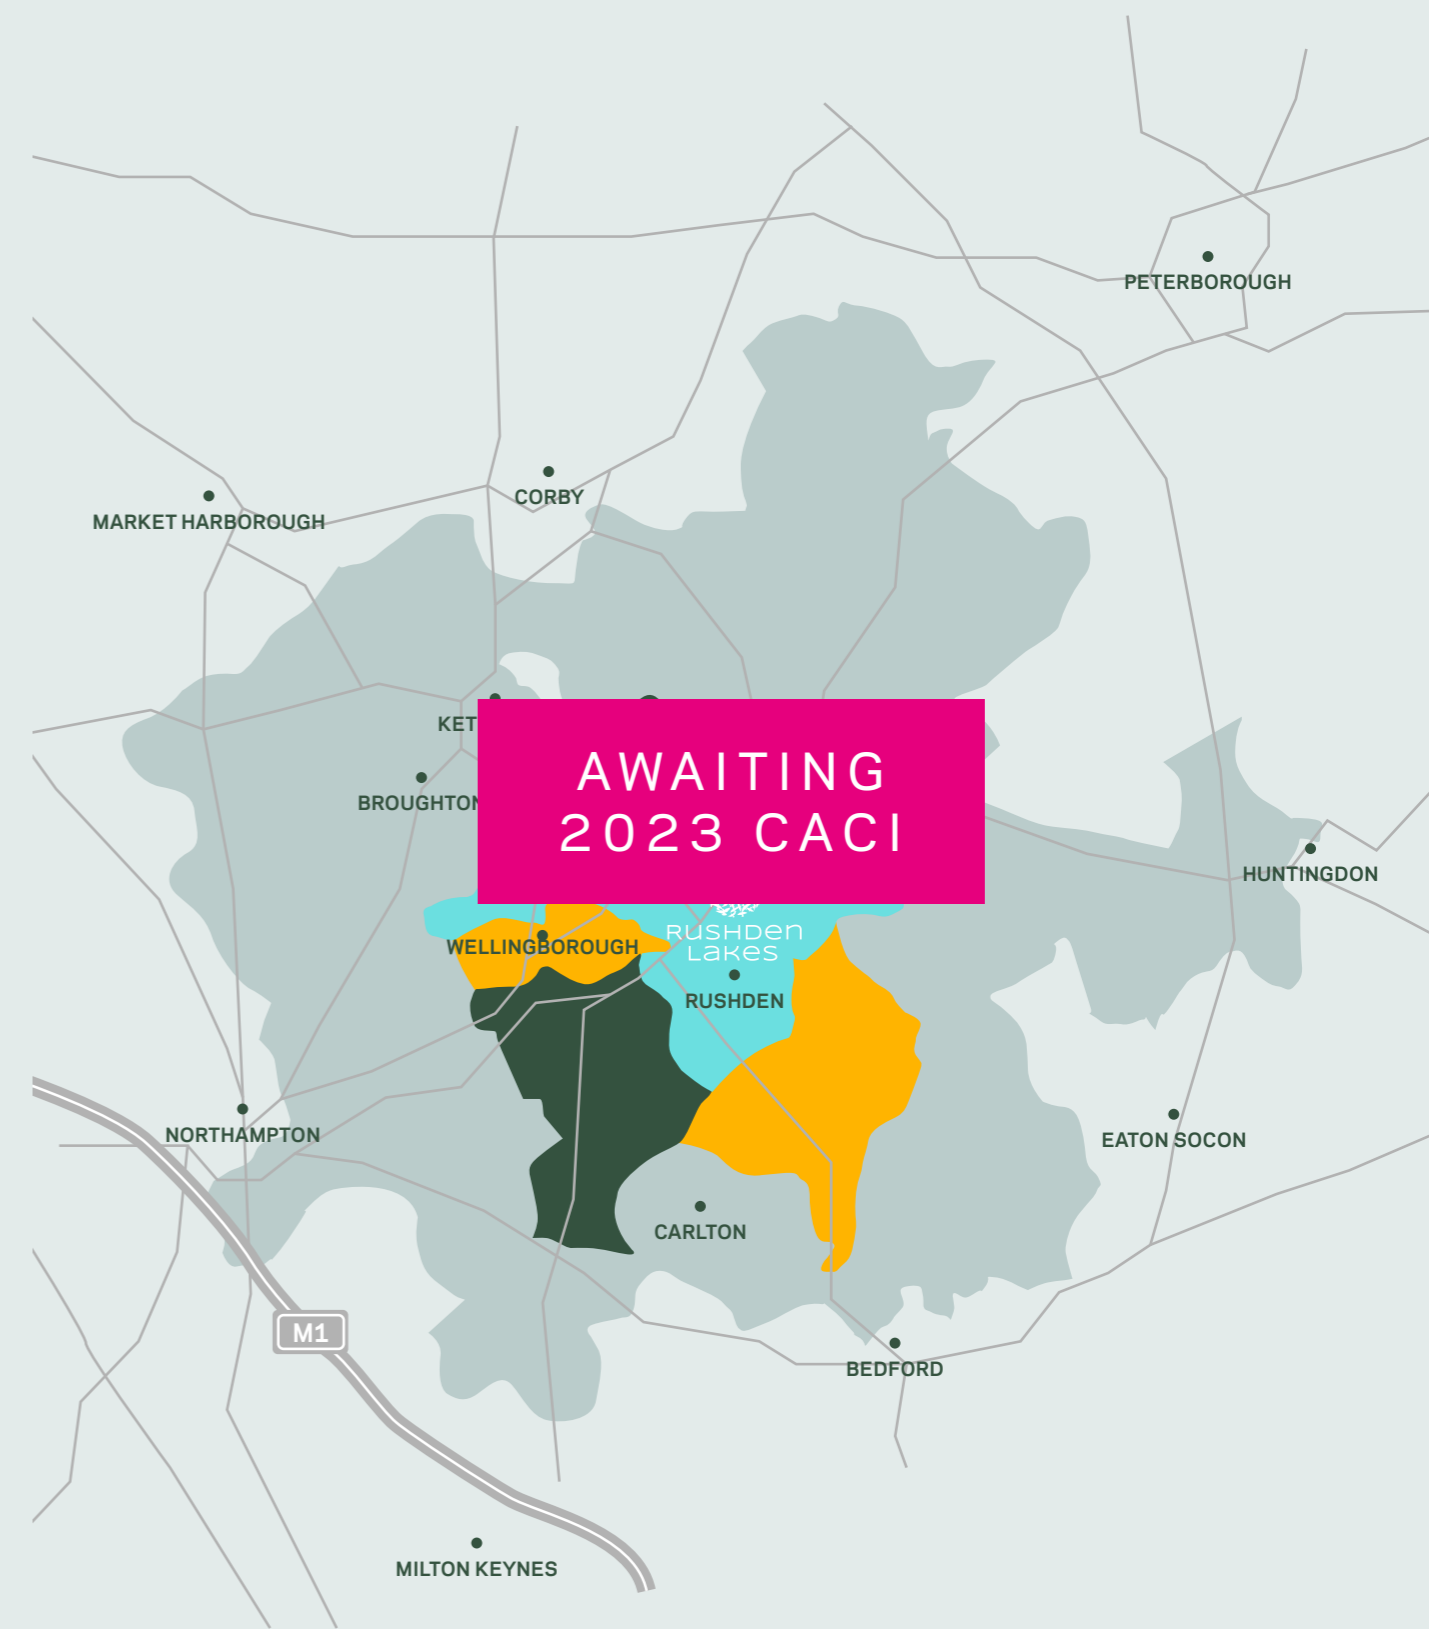 PETERBOROUGH
CORBY
MARKET HARBOROUGH
KET
BROUGHTON
AWAITING
2023 CACI
HUNTINGDON
RUSHDEN
LAKES
WELLINGBOROUGH
RUSHDEN
NORTHAMPTON
EATON SOCON
CARLTON
M1
BEDFORD
MILTON KEYNES